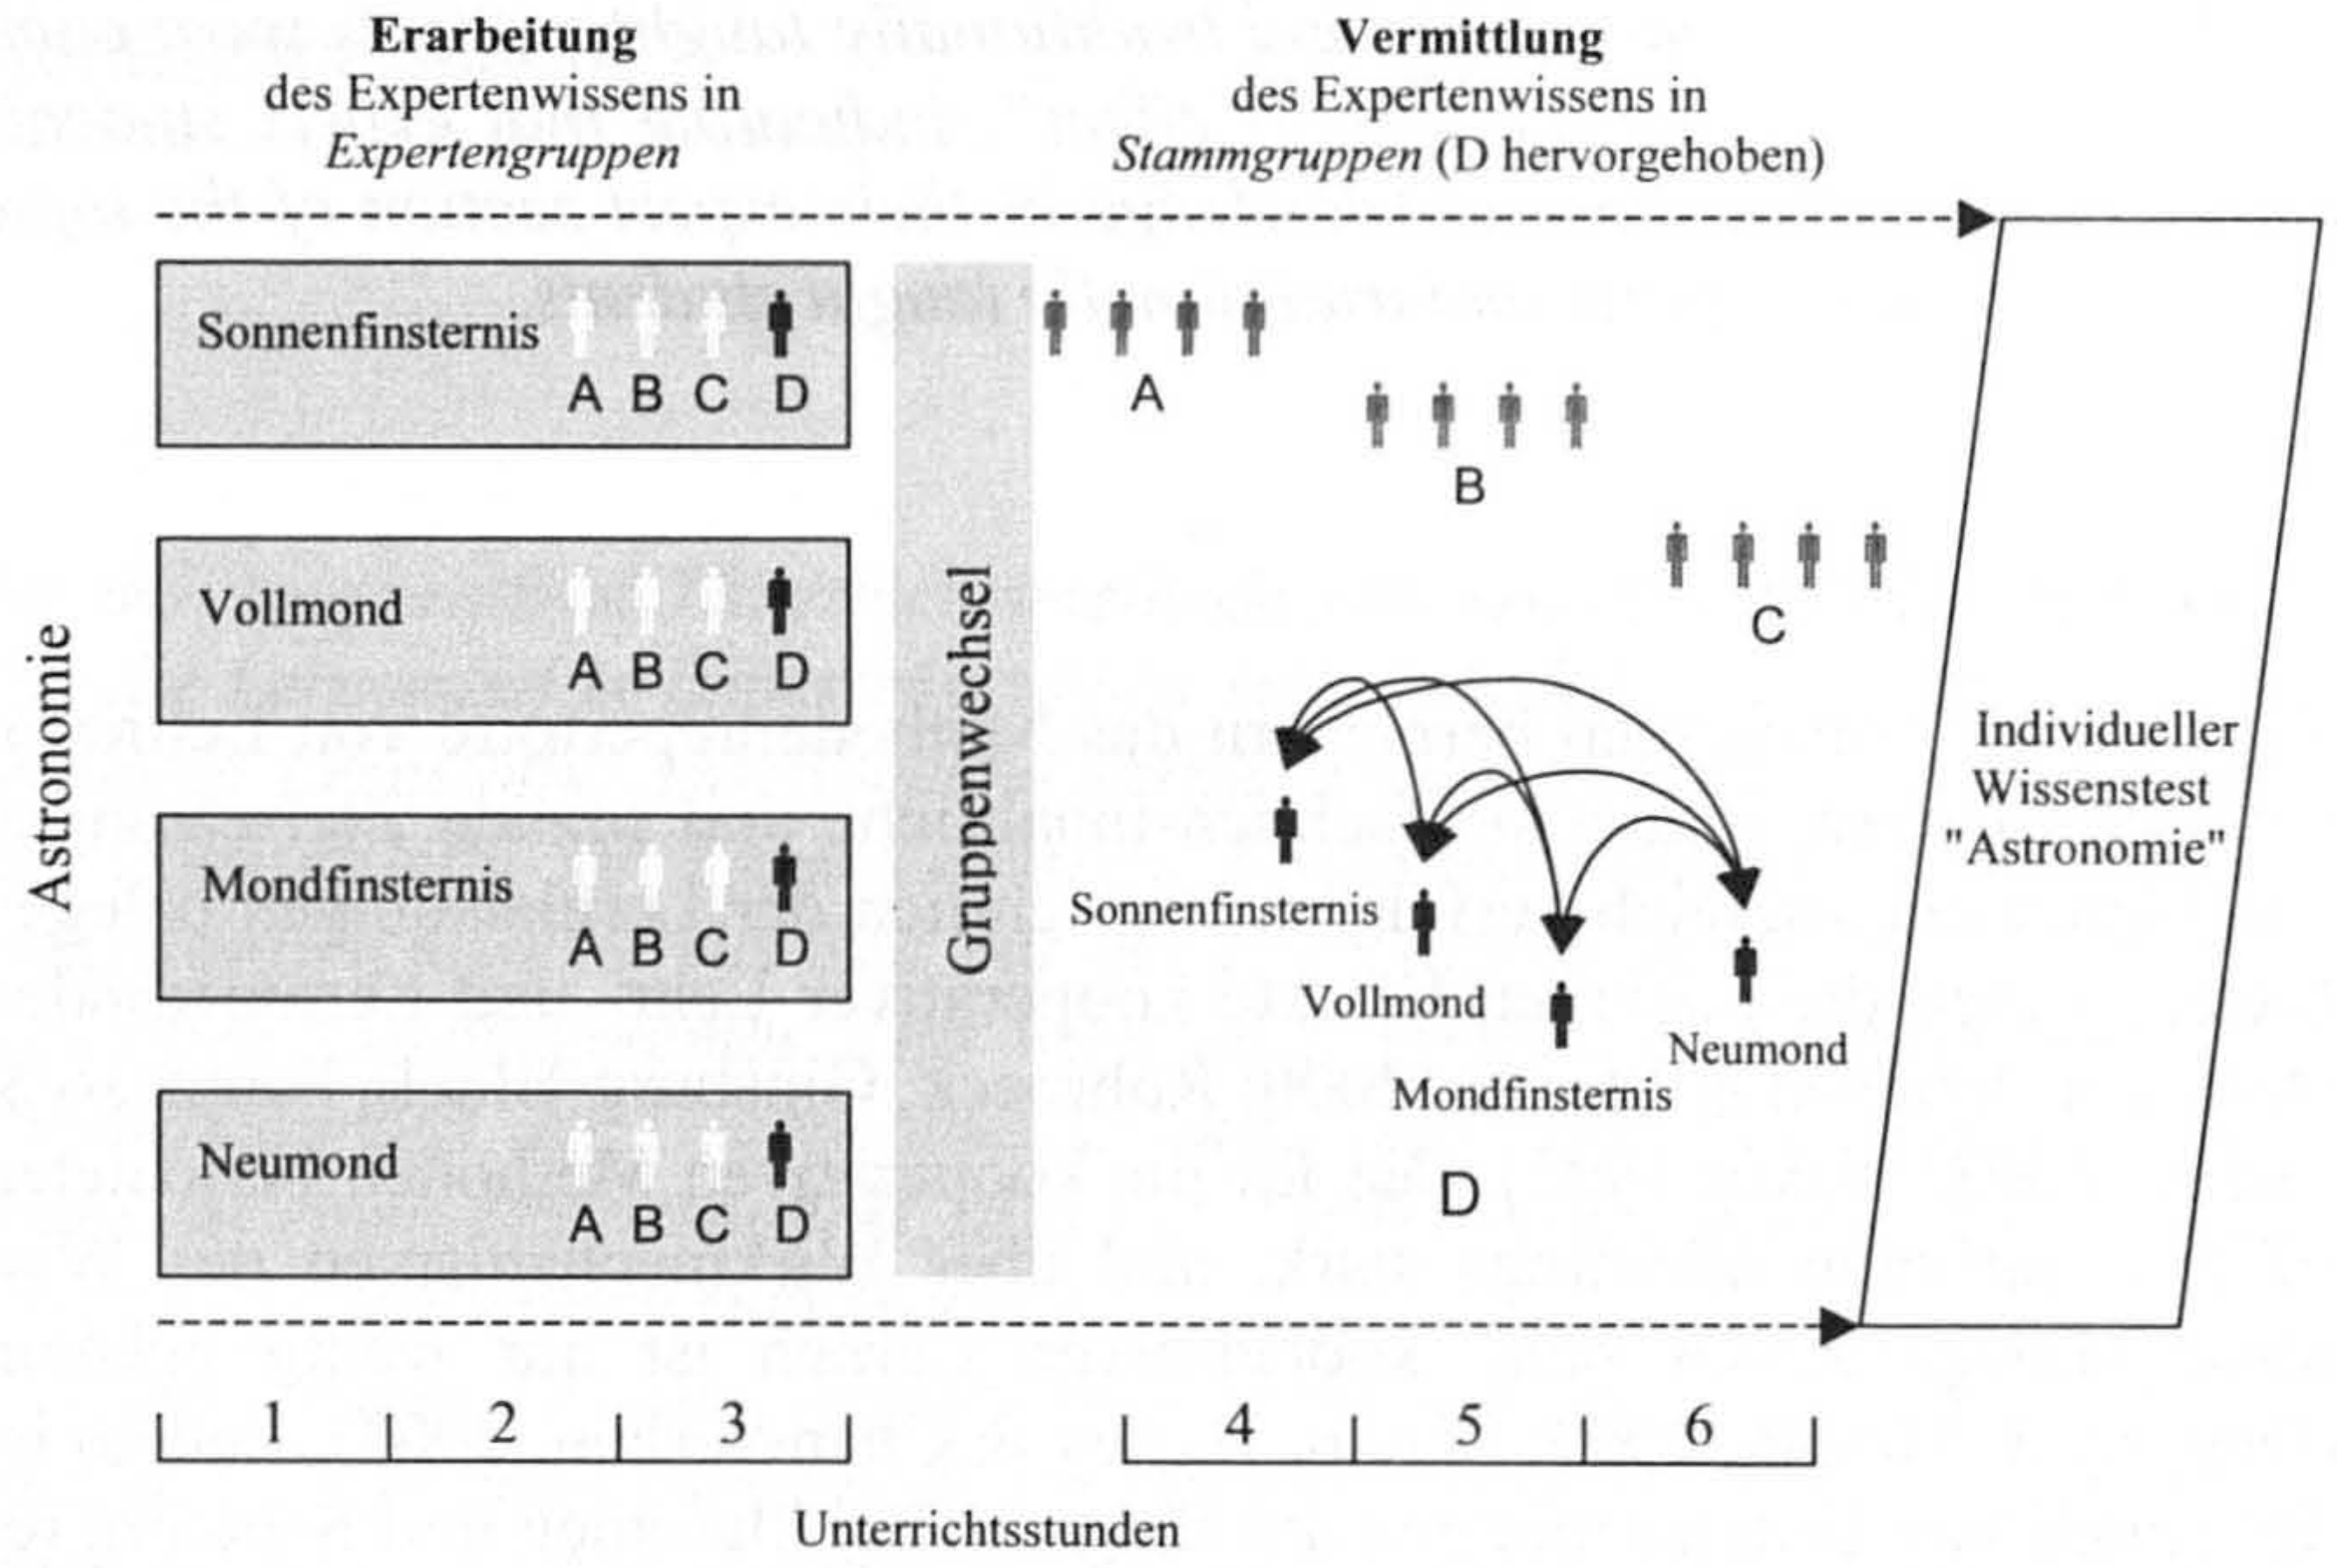 Erarbeitung
des Expertenwissens in
Expertengruppen
Vermittlung
des Expertenwissens in
Stammgruppen (D hervorgehoben)
Astronomie
Sonnenfinsternis
A B C D
Vollmond
A B C D
Mondfinsternis
A B C D
Neumond
A B C D
Gruppenwechsel
A
B
C
Sonnenfinsternis
Vollmond
Mondfinsternis
Neumond
D
Individueller
Wissenstest
"Astronomie"
1 2 3 4 5 6
Unterrichtsstunden